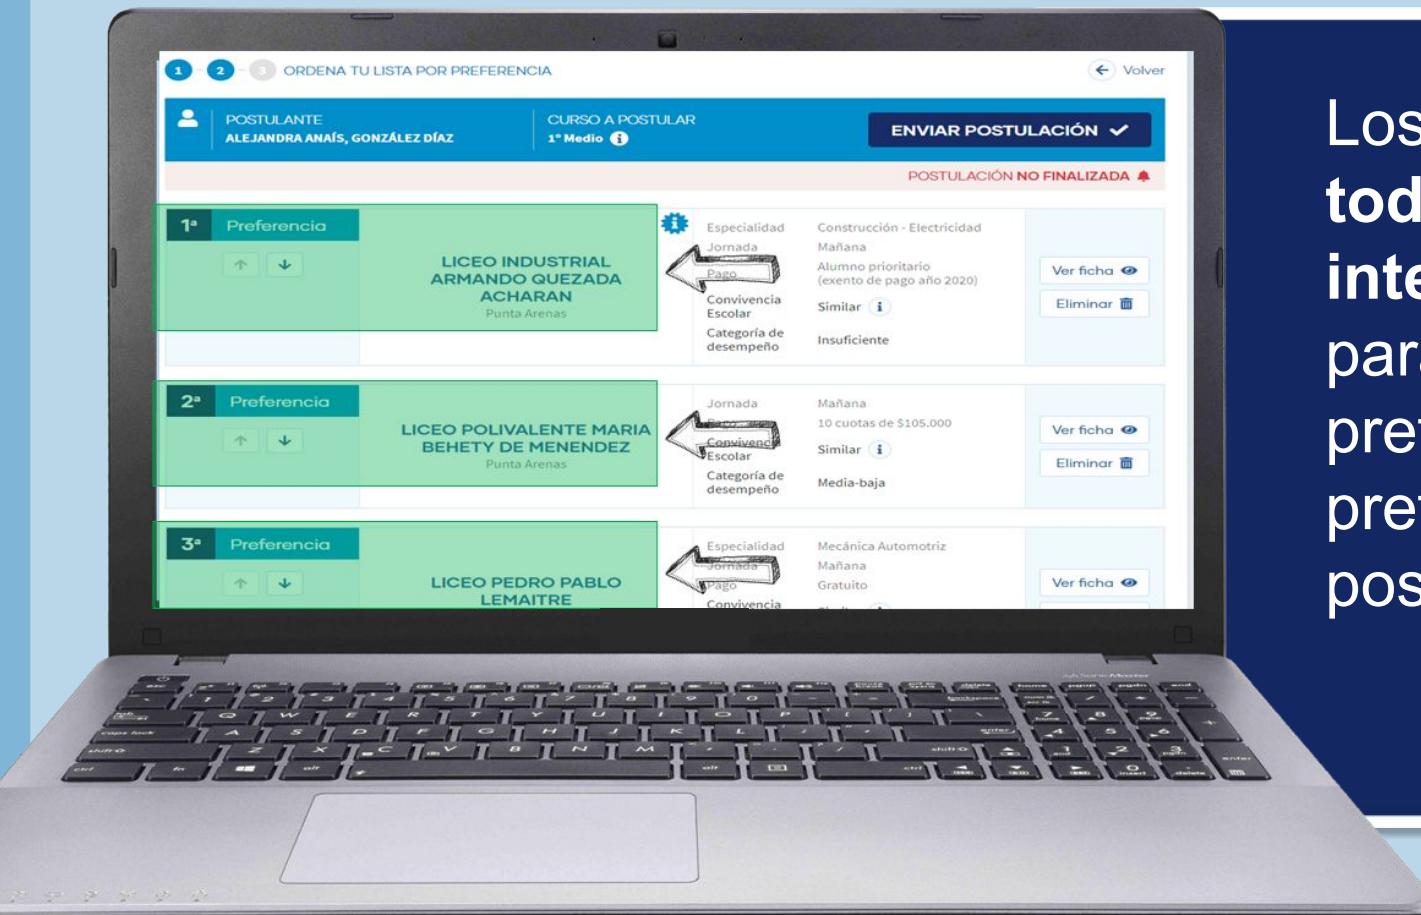 1 - 2 - 3 ORDENA TU LISTA POR PREFERENCIA
Volver
POSTULANTE
ALEJANDRA ANAÍS, GONZÁLEZ DÍAZ
CURSO A POSTULAR
1º Medio i
ENVIAR POSTULACIÓN
POSTULACIÓN NO FINALIZADA
1ª Preferencia
LICEO INDUSTRIAL
ARMANDO QUEZADA
ACHARAN
Punta Arenas
Especialidad Construcción - Electricidad
Jornada Mañana
Pago Alumno prioritario
(exento de pago año 2020)
Convivencia
Escolar Similar i
Categoría de
desempeño Insuficiente
Ver ficha
Eliminar
2ª Preferencia
LICEO POLIVALENTE MARIA
BEHETY DE MENENDEZ
Punta Arenas
Jornada Mañana
10 cuotas de $105.000
Convivencia
Escolar Similar i
Categoría de
desempeño Media-baja
Ver ficha
Eliminar
3ª Preferencia
LICEO PEDRO PABLO
LEMAITRE
Especialidad Mecánica Automotriz
Jornada Mañana
Pago Gratuito
Convivencia
Ver ficha
Los
tod
inte
para
pref
pref
pos